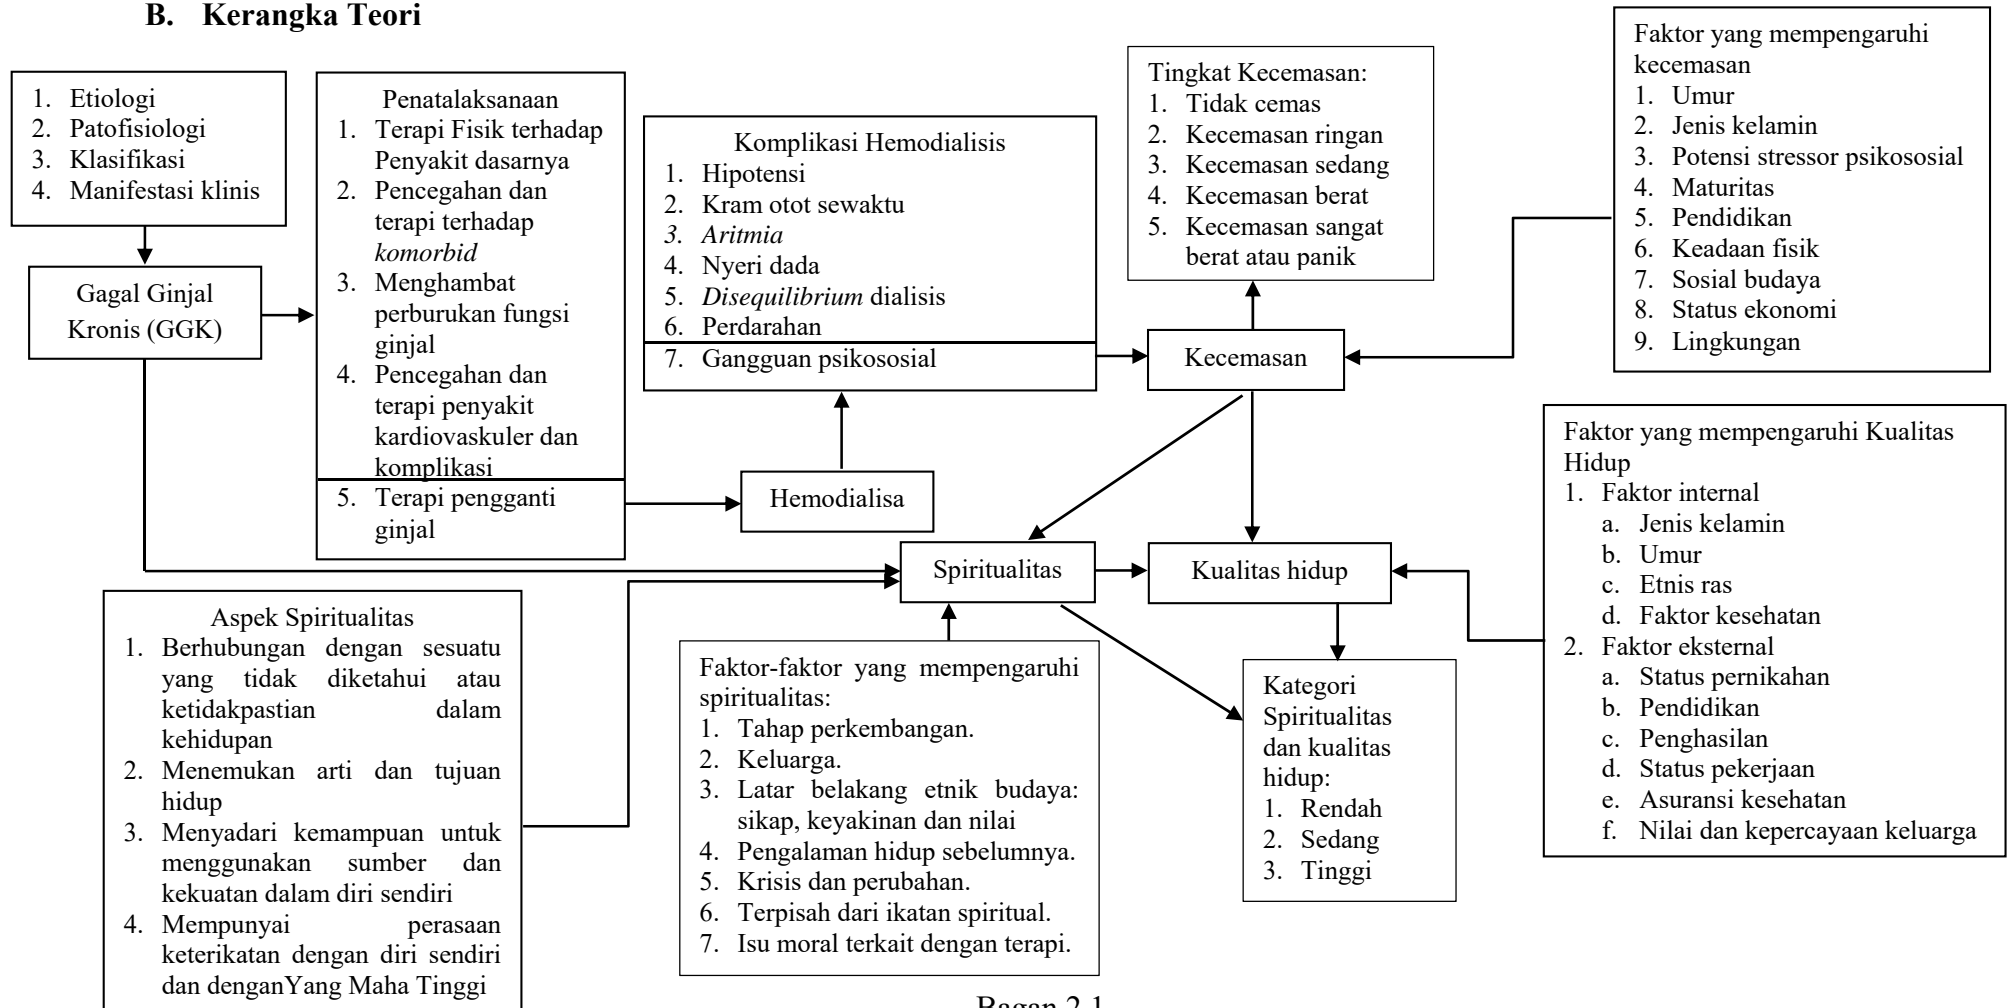 B. Kerangka Teori
1. Etiologi
2. Patofisiologi
3. Klasifikasi
4. Manifestasi klinis
Gagal Ginjal
Kronis (GGK)
Penatalaksanaan
1. Terapi Fisik terhadap
Penyakit dasarnya
2. Pencegahan dan
terapi terhadap
komorbid
3. Menghambat
perburukan fungsi
ginjal
4. Pencegahan dan
terapi penyakit
kardiovaskuler dan
komplikasi
5. Terapi pengganti
ginjal
Komplikasi Hemodialisis
1. Hipotensi
2. Kram otot sewaktu
3. Aritmia
4. Nyeri dada
5. Disequilibrium dialisis
6. Perdarahan
7. Gangguan psikososial
Hemodialisa
Tingkat Kecemasan:
1. Tidak cemas
2. Kecemasan ringan
3. Kecemasan sedang
4. Kecemasan berat
5. Kecemasan sangat
berat atau panik
Kecemasan
Faktor yang mempengaruhi
kecemasan
1. Umur
2. Jenis kelamin
3. Potensi stressor psikososial
4. Maturitas
5. Pendidikan
6. Keadaan fisik
7. Sosial budaya
8. Status ekonomi
9. Lingkungan
Spiritualitas
Kualitas hidup
Faktor yang mempengaruhi Kualitas
Hidup
1. Faktor internal
a. Jenis kelamin
b. Umur
c. Etnis ras
d. Faktor kesehatan
2. Faktor eksternal
a. Status pernikahan
b. Pendidikan
c. Penghasilan
d. Status pekerjaan
e. Asuransi kesehatan
f. Nilai dan kepercayaan keluarga
Aspek Spiritualitas
1. Berhubungan dengan sesuatu
yang tidak diketahui atau
ketidakpastian dalam
kehidupan
2. Menemukan arti dan tujuan
hidup
3. Menyadari kemampuan untuk
menggunakan sumber dan
kekuatan dalam diri sendiri
4. Mempunyai perasaan
keterikatan dengan diri sendiri
dan denganYang Maha Tinggi
Faktor-faktor yang mempengaruhi
spiritualitas:
1. Tahap perkembangan.
2. Keluarga.
3. Latar belakang etnik budaya:
sikap, keyakinan dan nilai
4. Pengalaman hidup sebelumnya.
5. Krisis dan perubahan.
6. Terpisah dari ikatan spiritual.
7. Isu moral terkait dengan terapi.
Kategori
Spiritualitas
dan kualitas
hidup:
1. Rendah
2. Sedang
3. Tinggi
Bagan 2.1